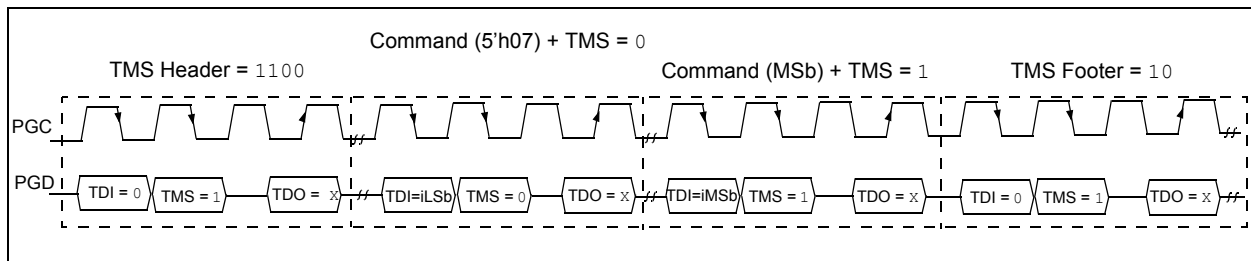 Command (5'h07) + TMS = 0
TMS Header = 1100
Command (MSb) + TMS = 1
TMS Footer = 10
PGC
PGD
TDI = 0
TMS = 1
TDO = X
TDI=iLSb
TMS = 0
TDO = X
TDI=iMSb
TMS = 1
TDO = X
TDI = 0
TMS = 1
TDO = X